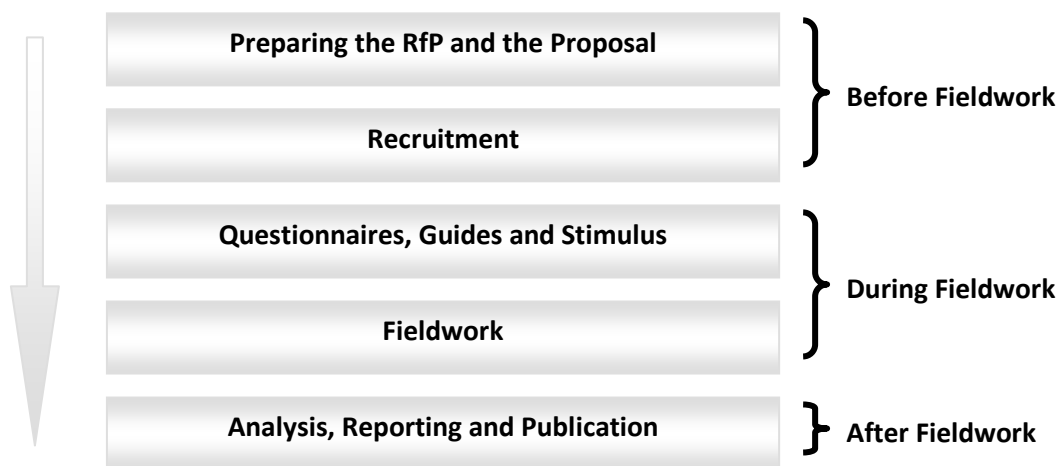 Preparing the RfP and the Proposal
Before Fieldwork
Recruitment
Questionnaires, Guides and Stimulus
During Fieldwork
Fieldwork
Analysis, Reporting and Publication
After Fieldwork